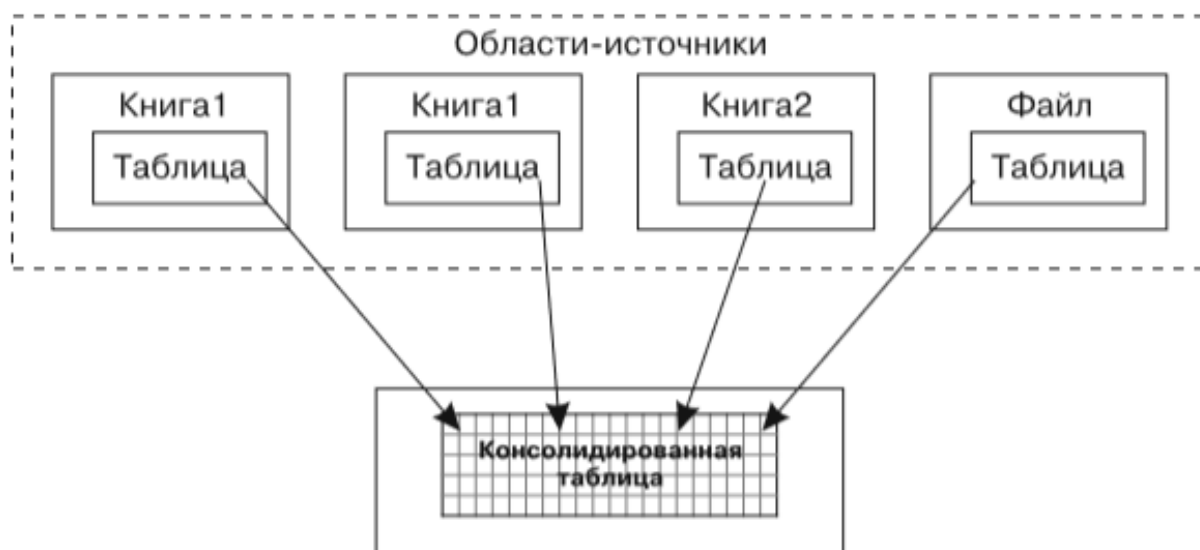 Области-источники
Книга1
Книга1
Книга2
Файл
Таблица
Таблица
Таблица
Таблица
Консолидированная
таблица